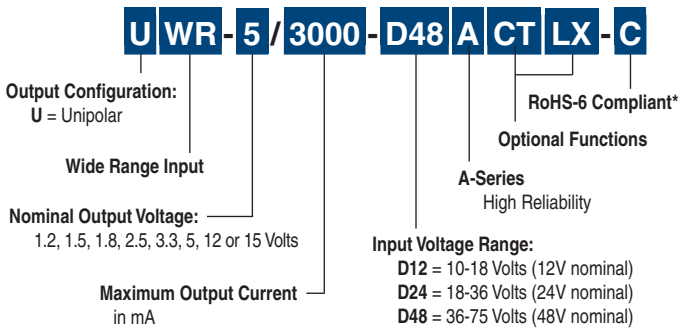 U WR - 5 / 3000 - D48 A CT LX - C
Output Configuration:
U = Unipolar
RoHS-6 Compliant*
Optional Functions
Wide Range Input
A-Series
High Reliability
Nominal Output Voltage:
1.2, 1.5, 1.8, 2.5, 3.3, 5, 12 or 15 Volts
Input Voltage Range:
D12 = 10-18 Volts (12V nominal)
D24 = 18-36 Volts (24V nominal)
D48 = 36-75 Volts (48V nominal)
Maximum Output Current
in mA